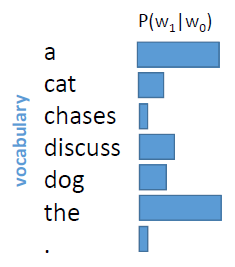 P(w₁|w₀)
a
cat
chases
discuss
dog
the
.
vocabulary